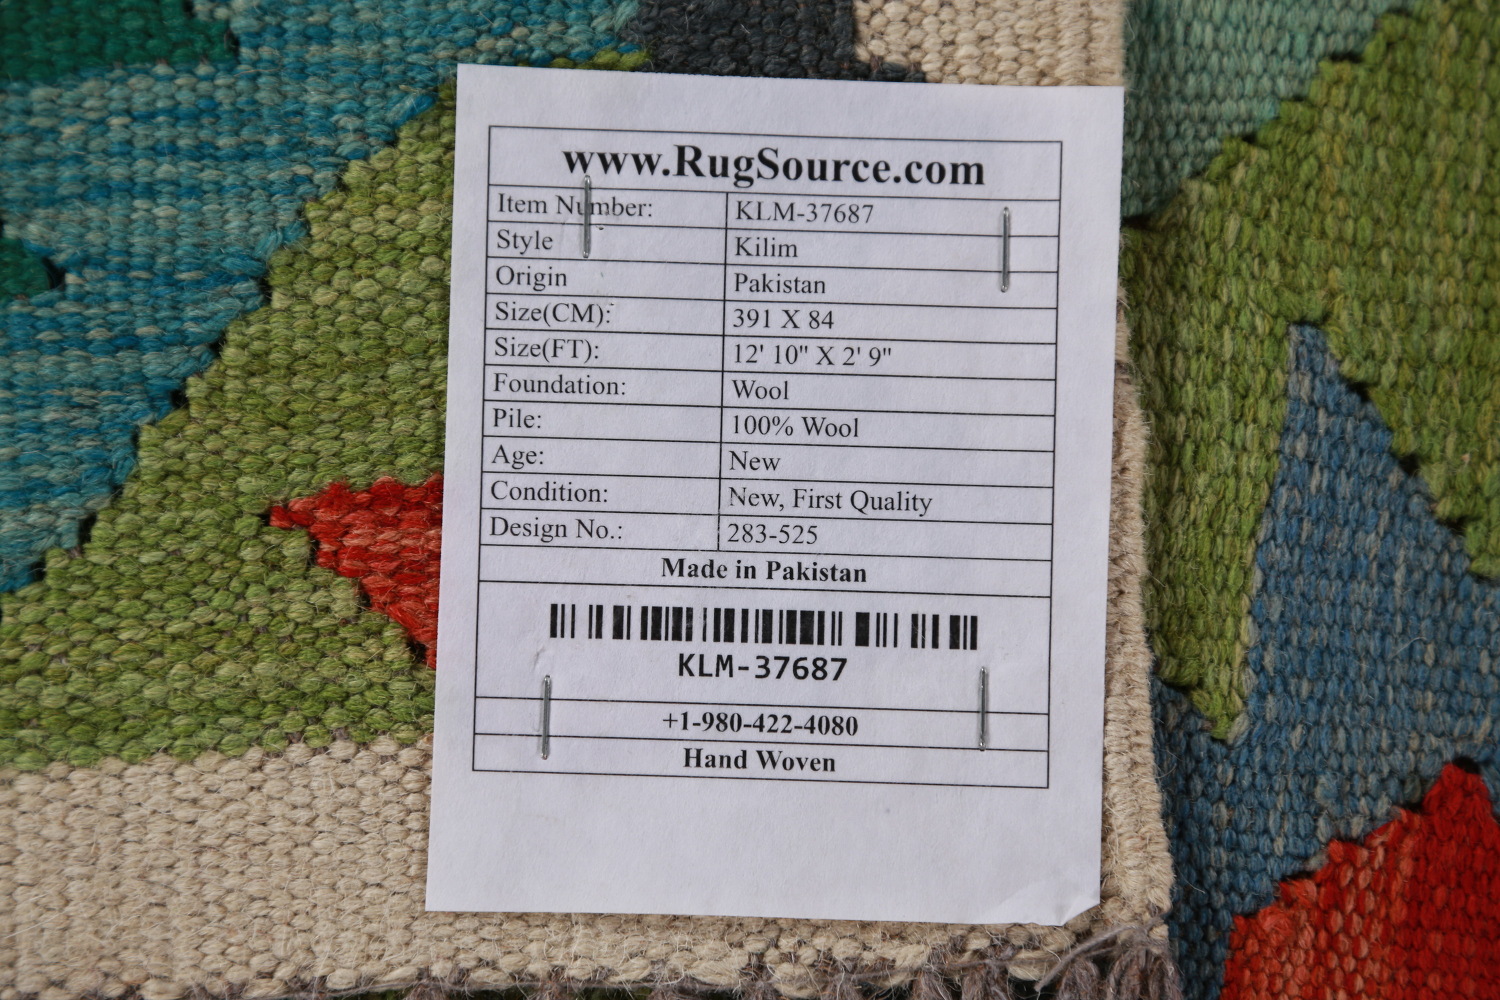 www.RugSource.com
Item Number: KLM-37687
Style Kilim
Origin Pakistan
Size(CM): 391 X 84
Size(FT): 12' 10" X 2' 9"
Foundation: Wool
Pile: 100% Wool
Age: New
Condition: New, First Quality
Design No.: 283-525
Made in Pakistan
KLM-37687
+1-980-422-4080
Hand Woven